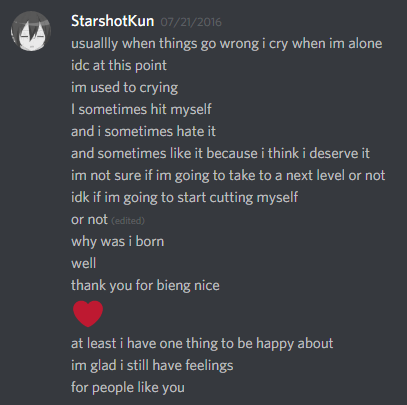 StarshotKun 07/21/2016
usuallly when things go wrong i cry when im alone
idc at this point
im used to crying
I sometimes hit myself
and i sometimes hate it
and sometimes like it because i think i deserve it
im not sure if im going to take to a next level or not
idk if im going to start cutting myself
or not (edited)
why was i born
well
thank you for bieng nice
at least i have one thing to be happy about
im glad i still have feelings
for people like you